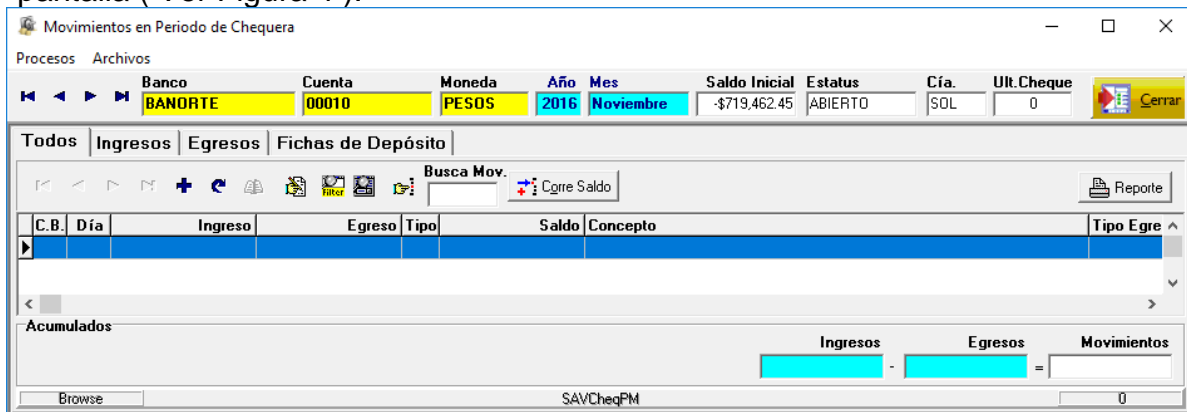 pantalla ( Ver Figura 1 ).
Movimientos en Periodo de Chequera
Procesos Archivos
Banco Cuenta Moneda Año Mes Saldo Inicial Estatus Cía. Ult.Cheque
BANORTE 00010 PESOS 2016 Noviembre -$719,462.45 ABIERTO SOL 0 Cerrar
Todos Ingresos Egresos Fichas de Depósito
Busca Mov.
Filter Corre Saldo Reporte
C.B. Día Ingreso Egreso Tipo Saldo Concepto Tipo Egre
Acumulados
Ingresos Egresos Movimientos
- =
Browse SAVCheqPM 0